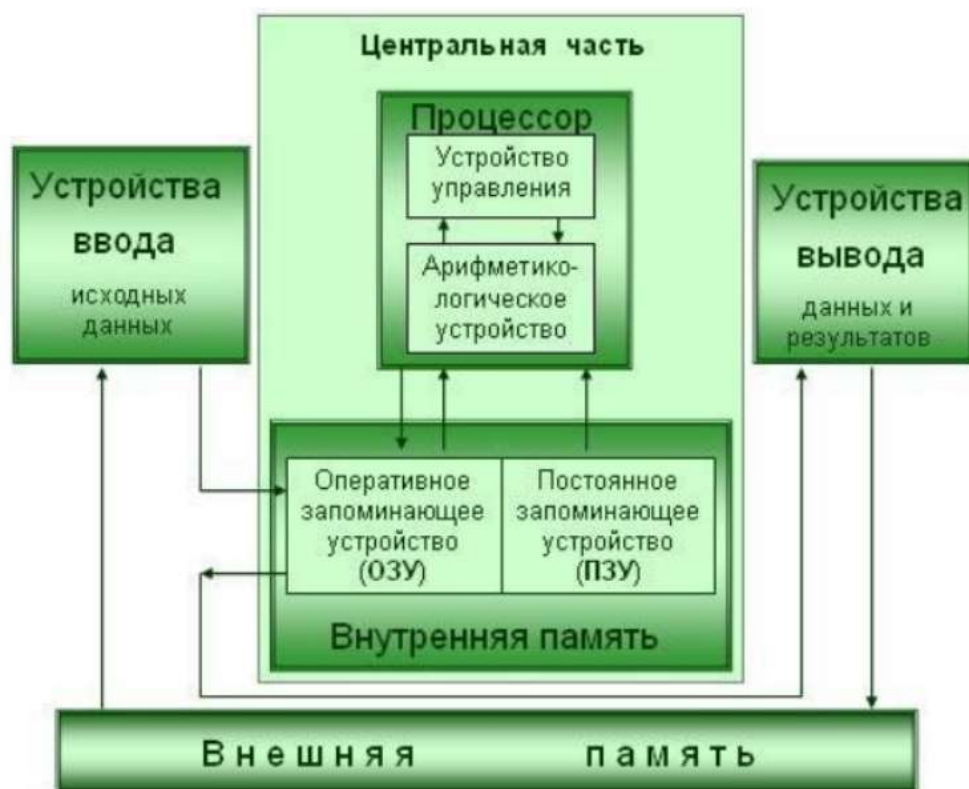 Центральная часть
Процессор
Устройство
управления
Арифметико-
логическое
устройство
Устройства
ввода
исходных
данных
Устройства
вывода
данных и
результатов
Оперативное
запоминающее
устройство
(ОЗУ)
Постоянное
запоминающее
устройство
(ПЗУ)
Внутренняя память
Внешняя память